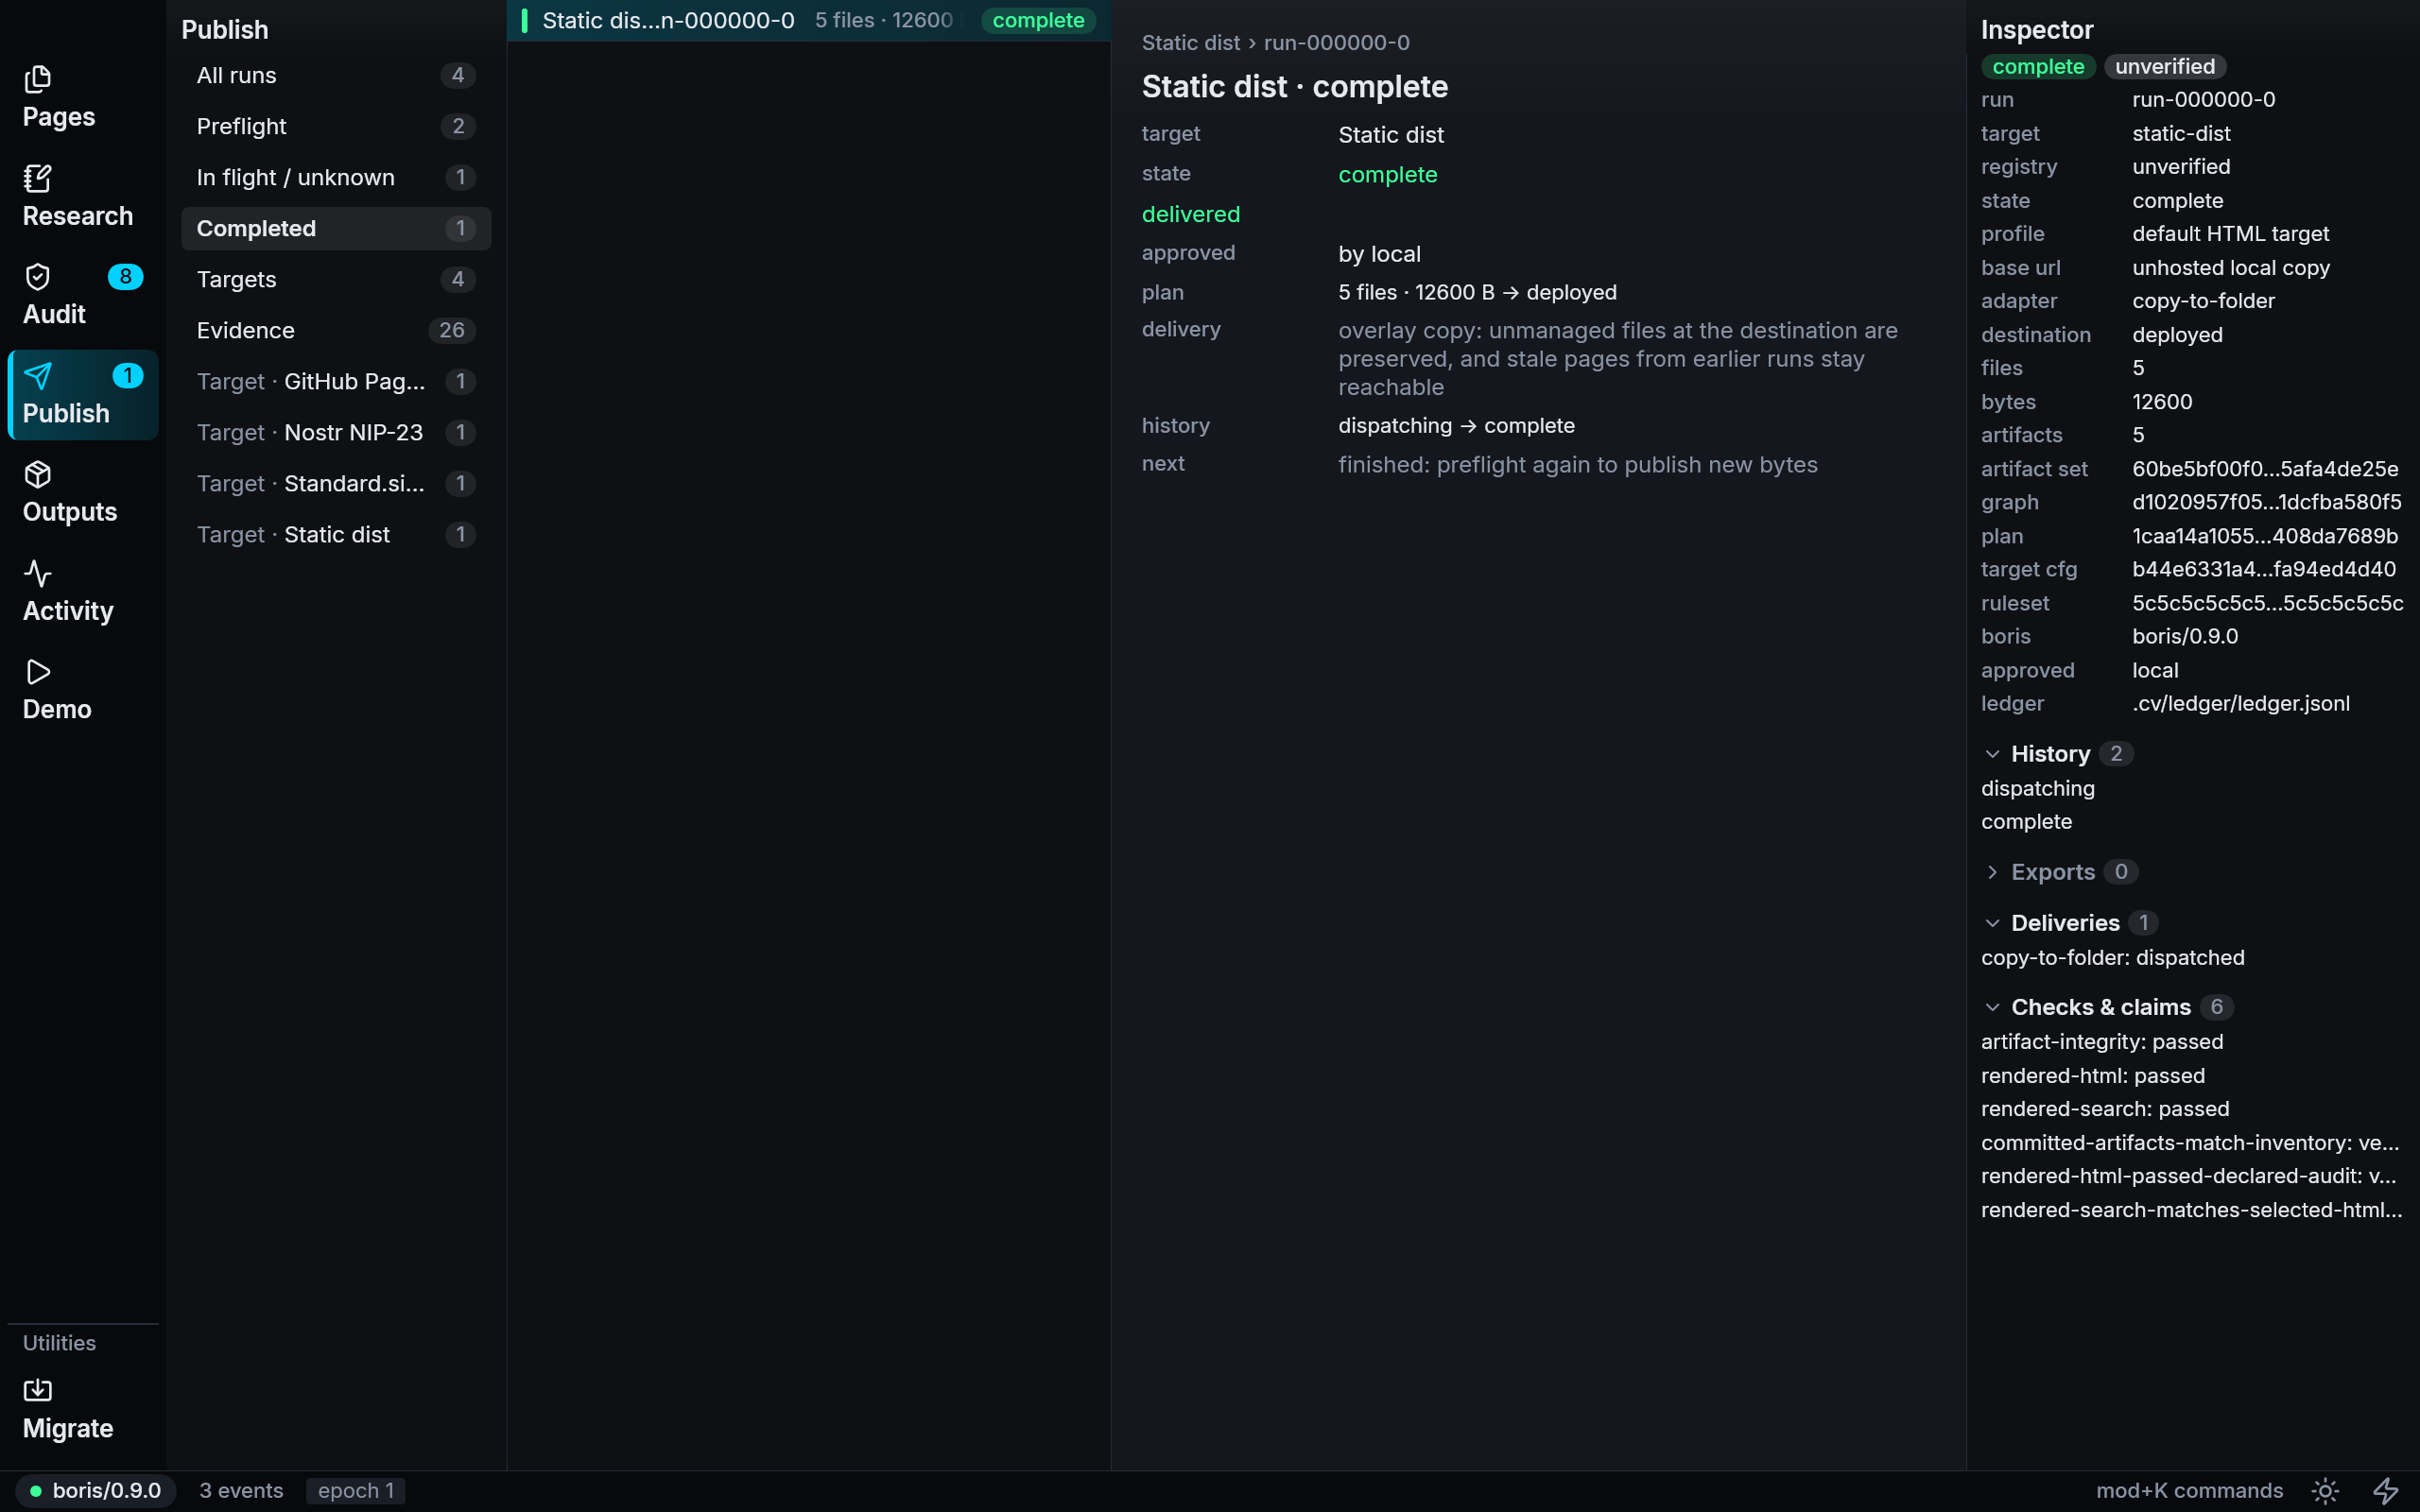 Pages
Research
Audit 8
Publish 1
Outputs
Activity
Demo
Utilities
Migrate
Publish
All runs 4
Preflight 2
In flight / unknown 1
Completed 1
Targets 4
Evidence 26
Target · GitHub Pag... 1
Target · Nostr NIP-23 1
Target · Standard.si... 1
Target · Static dist 1
Static dis...n-000000-0 5 files · 12600 complete
Static dist › run-000000-0
Static dist · complete
target Static dist
state complete
delivered
approved by local
plan 5 files · 12600 B → deployed
delivery overlay copy: unmanaged files at the destination are
preserved, and stale pages from earlier runs stay
reachable
history dispatching → complete
next finished: preflight again to publish new bytes
Inspector
complete unverified
run run-000000-0
target static-dist
registry unverified
state complete
profile default HTML target
base url unhosted local copy
adapter copy-to-folder
destination deployed
files 5
bytes 12600
artifacts 5
artifact set 60be5bf00f0...5afa4de25e
graph d1020957f05...1dcfba580f5
plan 1caa14a1055...408da7689b
target cfg b44e6331a4...fa94ed4d40
ruleset 5c5c5c5c5c5...5c5c5c5c5c
boris boris/0.9.0
approved local
ledger .cv/ledger/ledger.jsonl
History 2
dispatching
complete
Exports 0
Deliveries 1
copy-to-folder: dispatched
Checks & claims 6
artifact-integrity: passed
rendered-html: passed
rendered-search: passed
committed-artifacts-match-inventory: ve...
rendered-html-passed-declared-audit: v...
rendered-search-matches-selected-html...
boris/0.9.0 3 events epoch 1
mod+K commands